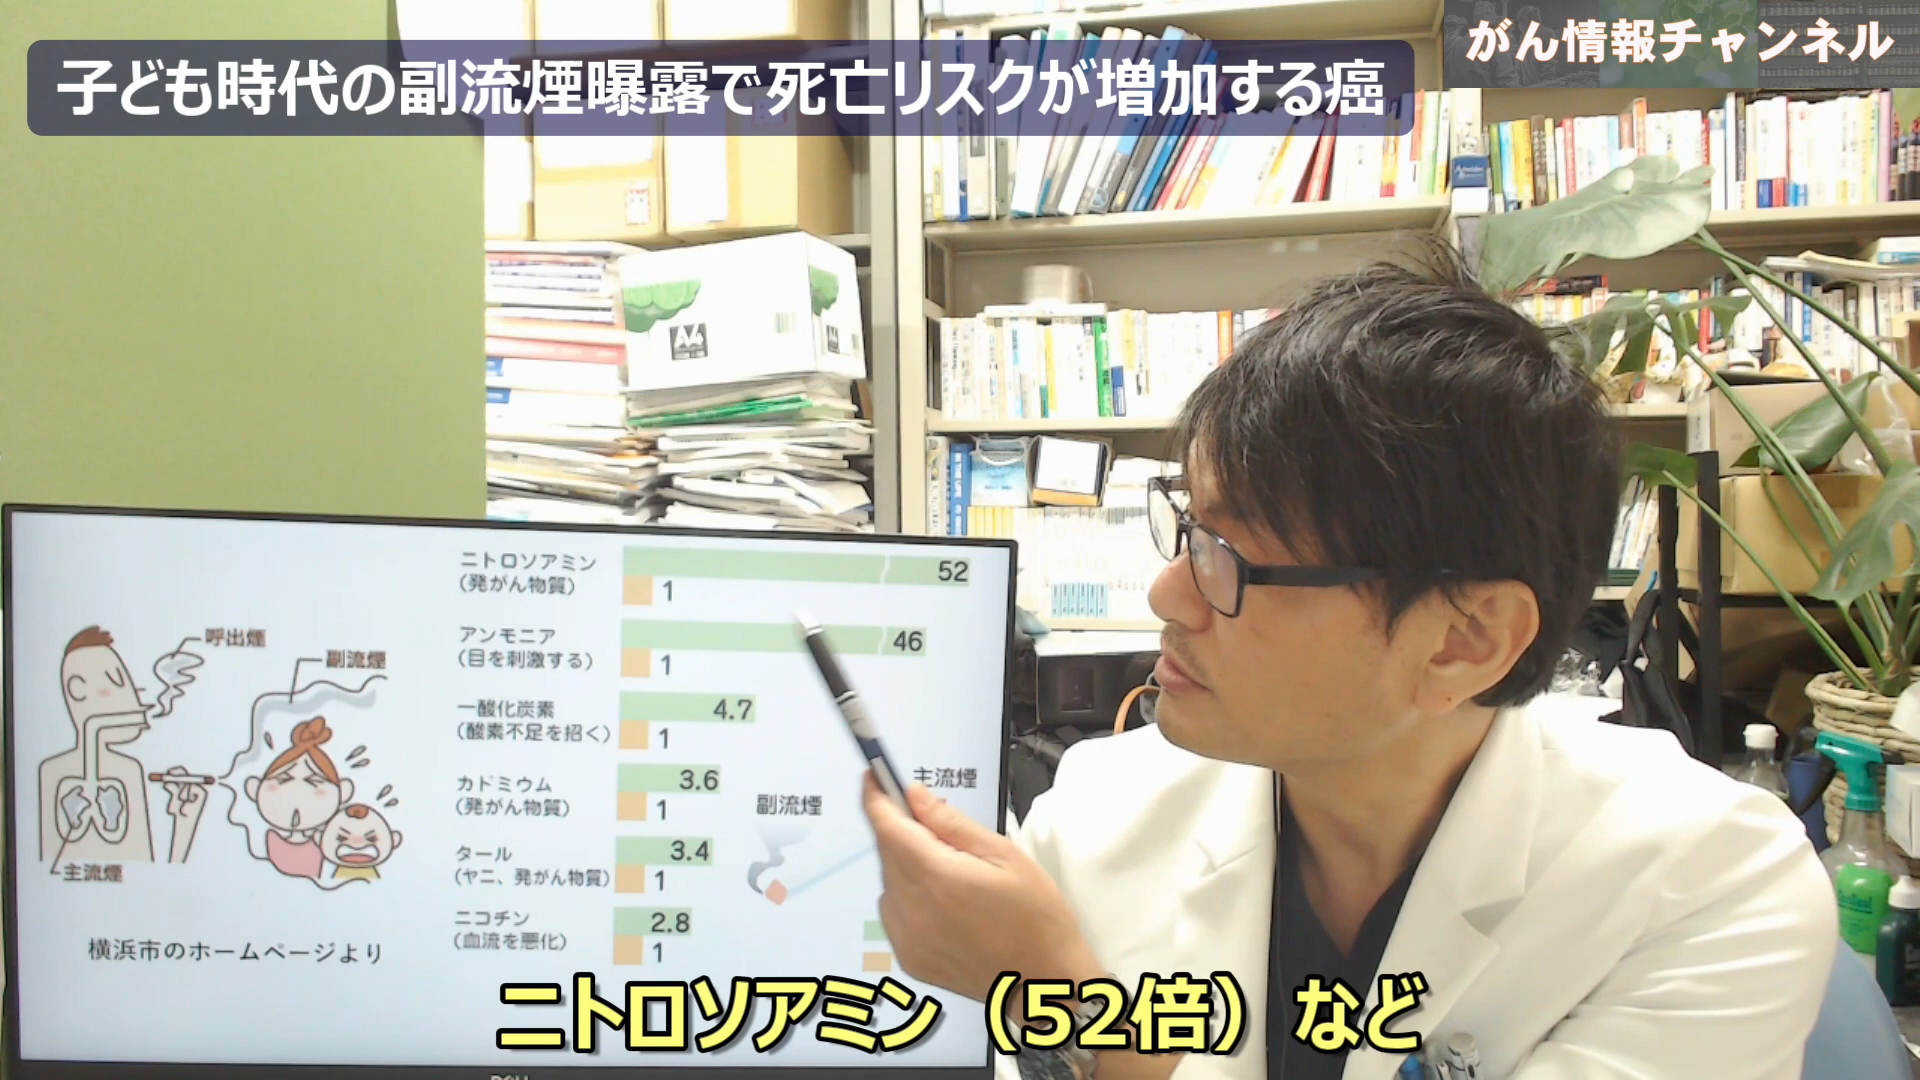 がん情報チャンネル
子ども時代の副流煙曝露で死亡リスクが増加する癌
A4
呼出煙
副流煙
主流煙
横浜市のホームページより
ニトロソアミン
(発がん物質)
52
1
アンモニア
(目を刺激する)
46
1
一酸化炭素
(酸素不足を招く)
4.7
1
カドミウム
(発がん物質)
3.6
1
タール
(ヤニ、発がん物質)
3.4
1
ニコチン
(血流を悪化)
2.8
1
副流煙
主流煙
ニトロソアミン（52倍）など